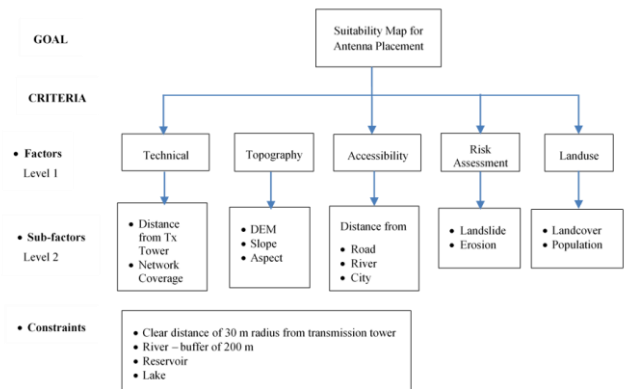 GOAL
Suitability Map for
Antenna Placement
CRITERIA
• Factors
Level 1
Technical
Topography
Accessibility
Risk
Assessment
Landuse
• Sub-factors
Level 2
• Distance
from Tx
Tower
• Network
Coverage
• DEM
• Slope
• Aspect
Distance from
• Road
• River
• City
• Landslide
• Erosion
• Landcover
• Population
• Constraints
• Clear distance of 30 m radius from transmission tower
• River – buffer of 200 m
• Reservoir
• Lake